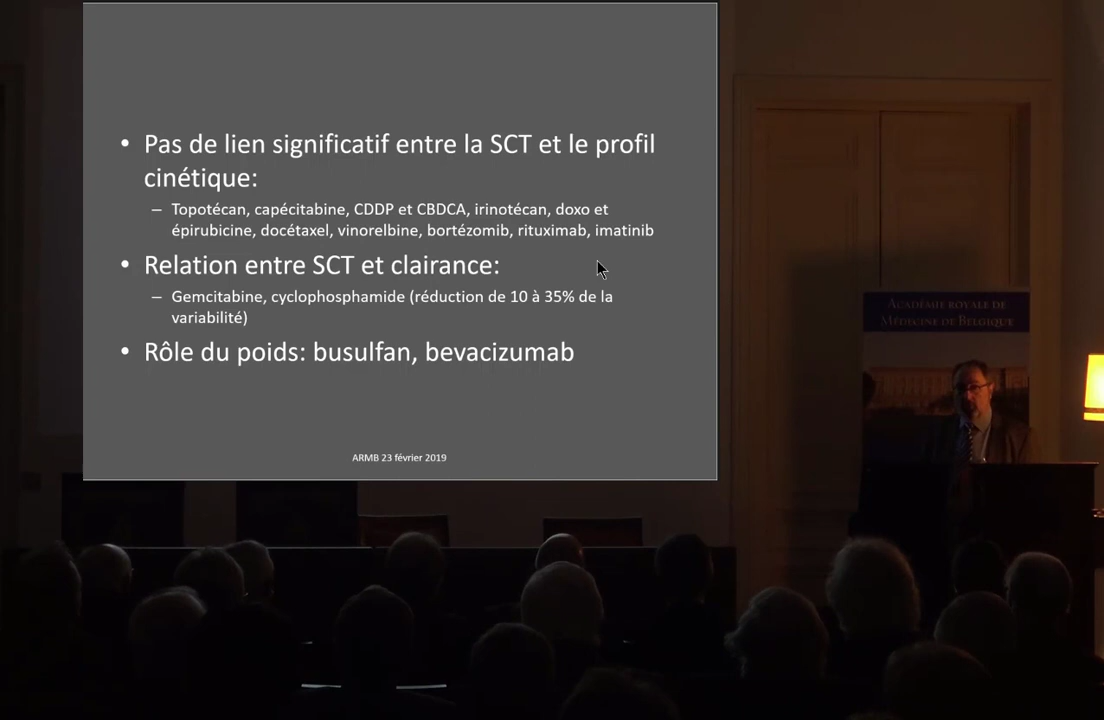 • Pas de lien significatif entre la SCT et le profil
cinétique:
– Topotécan, capécitabine, CDDP et CBDCA, irinotécan, doxo et
épirubicine, docétaxel, vinorelbine, bortézomib, rituximab, imatinib
• Relation entre SCT et clairance:
– Gemcitabine, cyclophosphamide (réduction de 10 à 35% de la
variabilité)
• Rôle du poids: busulfan, bevacizumab
ARMB 23 février 2019
Académie royale de
Médecine de Belgique